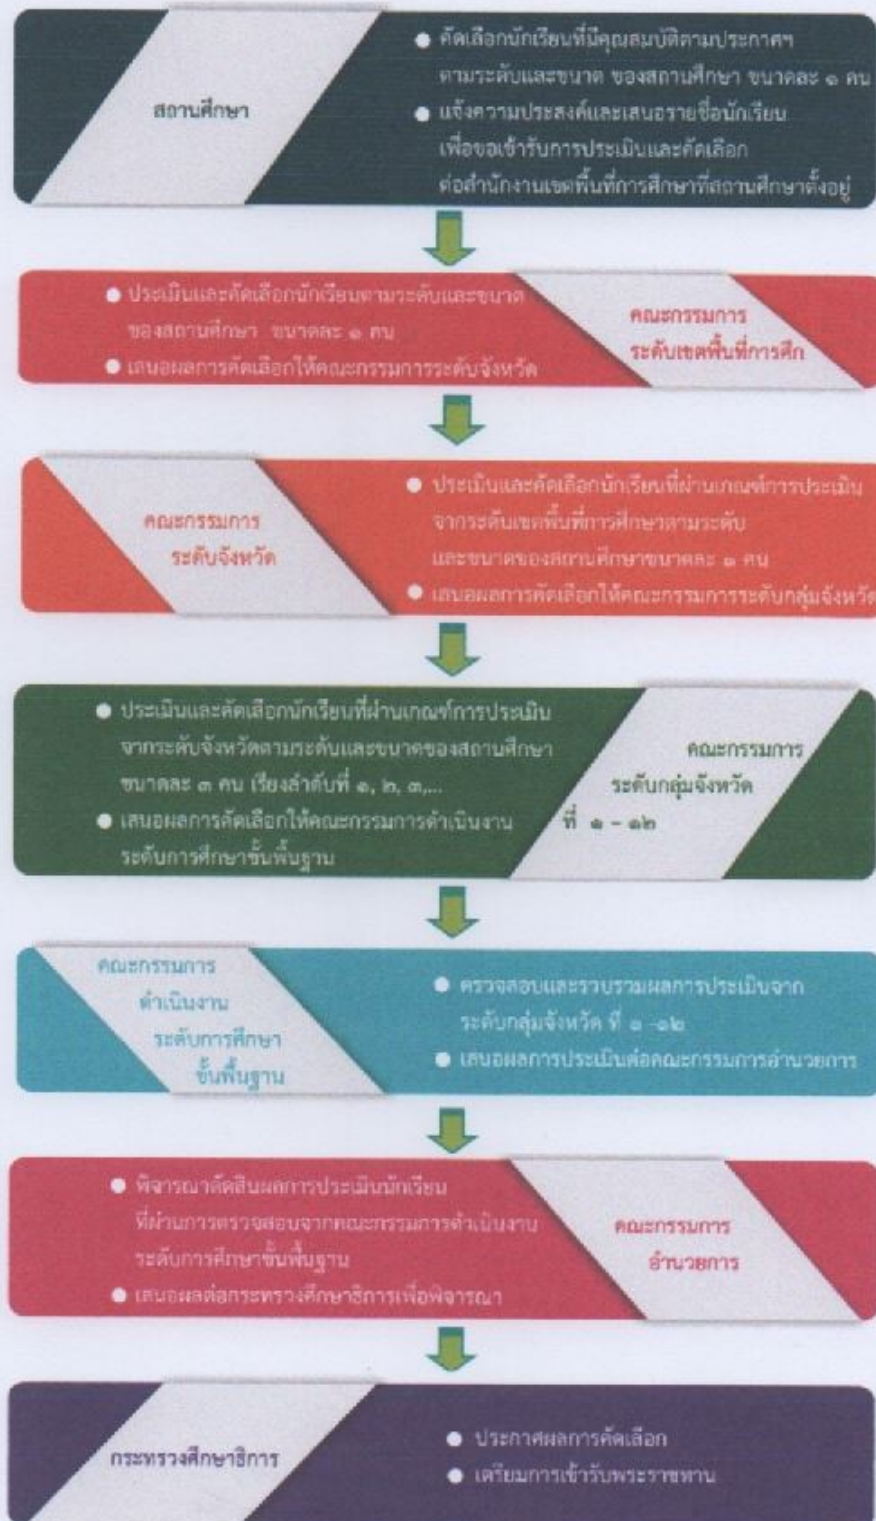 สถานศึกษา
● คัดเลือกนักเรียนที่มีคุณสมบัติตามประกาศฯ
ตามระดับและขนาด ของสถานศึกษา ขนาดละ ๑ คน
● แจ้งความประสงค์และเสนอรายชื่อนักเรียน
เพื่อขอเข้ารับการประเมินและคัดเลือก
ต่อสำนักงานเขตพื้นที่การศึกษาที่สถานศึกษาตั้งอยู่
● ประเมินและคัดเลือกนักเรียนตามระดับและขนาด
ของสถานศึกษา ขนาดละ ๑ คน
● เสนอผลการคัดเลือกให้คณะกรรมการระดับจังหวัด
คณะกรรมการ
ระดับเขตพื้นที่การศึก
คณะกรรมการ
ระดับจังหวัด
● ประเมินและคัดเลือกนักเรียนที่ผ่านเกณฑ์การประเมิน
จากระดับเขตพื้นที่การศึกษาตามระดับ
และขนาดของสถานศึกษาขนาดละ ๑ คน
● เสนอผลการคัดเลือกให้คณะกรรมการระดับกลุ่มจังหวัด
● ประเมินและคัดเลือกนักเรียนที่ผ่านเกณฑ์การประเมิน
จากระดับจังหวัดตามระดับและขนาดของสถานศึกษา
ขนาดละ ๓ คน เรียงลำดับที่ ๑, ๒, ๓,...
● เสนอผลการคัดเลือกให้คณะกรรมการดำเนินงาน
ระดับการศึกษาขั้นพื้นฐาน
คณะกรรมการ
ระดับกลุ่มจังหวัด
ที่ ๑ - ๑๒
คณะกรรมการ
ดำเนินงาน
ระดับการศึกษา
ขั้นพื้นฐาน
● ตรวจสอบและรวบรวมผลการประเมินจาก
ระดับกลุ่มจังหวัด ที่ ๑ -๑๒
● เสนอผลการประเมินต่อคณะกรรมการอำนวยการ
● พิจารณาตัดสินผลการประเมินนักเรียน
ที่ผ่านการตรวจสอบจากคณะกรรมการดำเนินงาน
ระดับการศึกษาขั้นพื้นฐาน
● เสนอผลต่อกระทรวงศึกษาธิการเพื่อพิจารณา
คณะกรรมการ
อำนวยการ
กระทรวงศึกษาธิการ
● ประกาศผลการคัดเลือก
● เตรียมการเข้ารับพระราชทาน